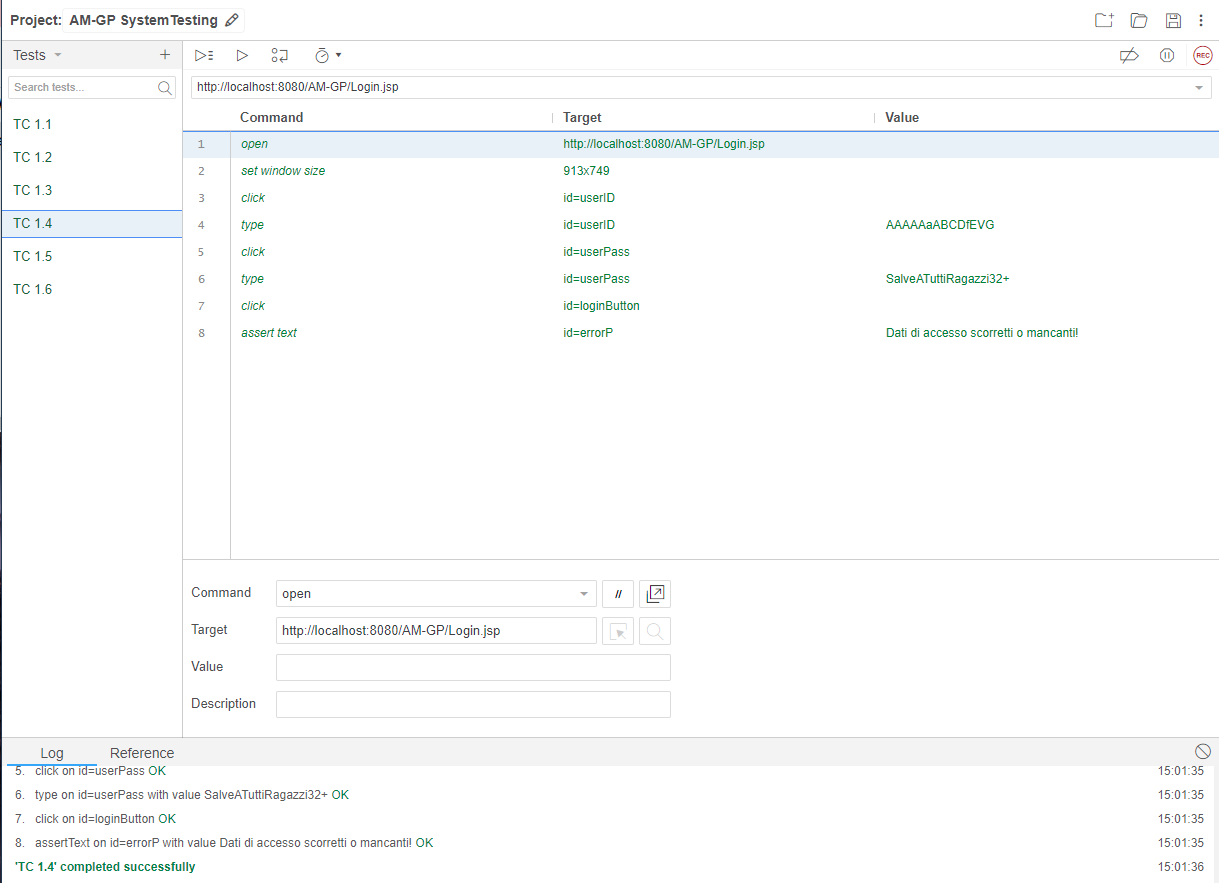 Project: AM-GP SystemTesting
Tests
REC
Search tests...
http://localhost:8080/AM-GP/Login.jsp
TC 1.1
TC 1.2
TC 1.3
TC 1.4
TC 1.5
TC 1.6
Command Target Value
1 open http://localhost:8080/AM-GP/Login.jsp
2 set window size 913x749
3 click id=userID
4 type id=userID AAAAAaABCDfEVG
5 click id=userPass
6 type id=userPass SalveATuttiRagazzi32+
7 click id=loginButton
8 assert text id=errorP Dati di accesso scorretti o mancanti!
Command open //
Target http://localhost:8080/AM-GP/Login.jsp
Value
Description
Log Reference
5. click on id=userPass OK 15:01:35
6. type on id=userPass with value SalveATuttiRagazzi32+ OK 15:01:35
7. click on id=loginButton OK 15:01:35
8. assertText on id=errorP with value Dati di accesso scorretti o mancanti! OK 15:01:35
'TC 1.4' completed successfully 15:01:36